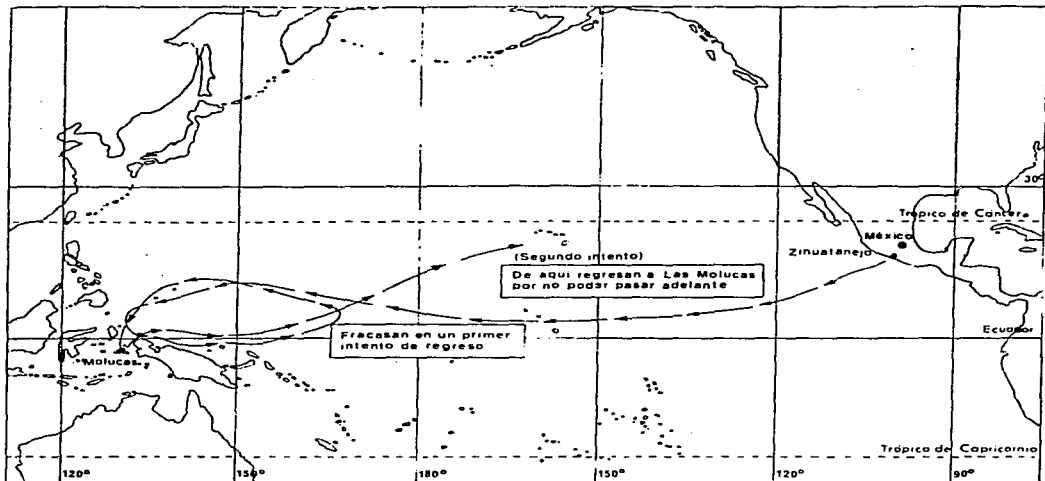 30°
Trópico de Cáncer
México
Zihuatanejo
(Segundo intento)
De aquí regresan a Las Molucas
por no poder pasar adelante
Fracasan en un primer
intento de regreso
Ecuador
Molucas
Trópico de Capricornio
120°
150°
180°
150°
120°
90°